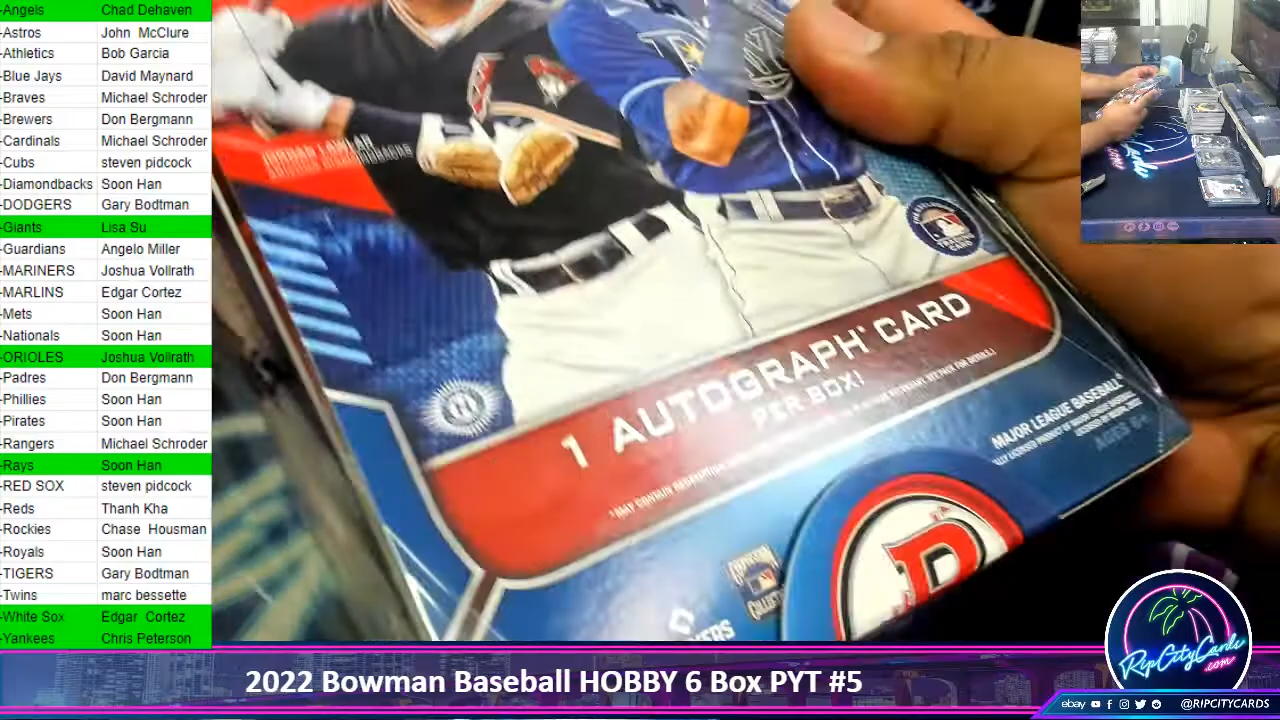 -Angels Chad Dehaven
-Astros John McClure
-Athletics Bob Garcia
-Blue Jays David Maynard
-Braves Michael Schroder
-Brewers Don Bergmann
-Cardinals Michael Schroder
-Cubs steven pidcock
-Diamondbacks Soon Han
-DODGERS Gary Bodtman
-Giants Lisa Su
-Guardians Angelo Miller
-MARINERS Joshua Vollrath
-MARLINS Edgar Cortez
-Mets Soon Han
-Nationals Soon Han
-ORIOLES Joshua Vollrath
-Padres Don Bergmann
-Phillies Soon Han
-Pirates Soon Han
-Rangers Michael Schroder
-Rays Soon Han
-RED SOX steven pidcock
-Reds Thanh Kha
-Rockies Chase Housman
-Royals Soon Han
-TIGERS Gary Bodtman
-Twins marc bessette
-White Sox Edgar Cortez
-Yankees Chris Peterson
1 AUTOGRAPH* CARD
PER BOX!
MAJOR LEAGUE BASEBALL
AGES 6+
B
H
RipCityCards
.com
2022 Bowman Baseball HOBBY 6 Box PYT #5
ebay @RIPCITYCARDS